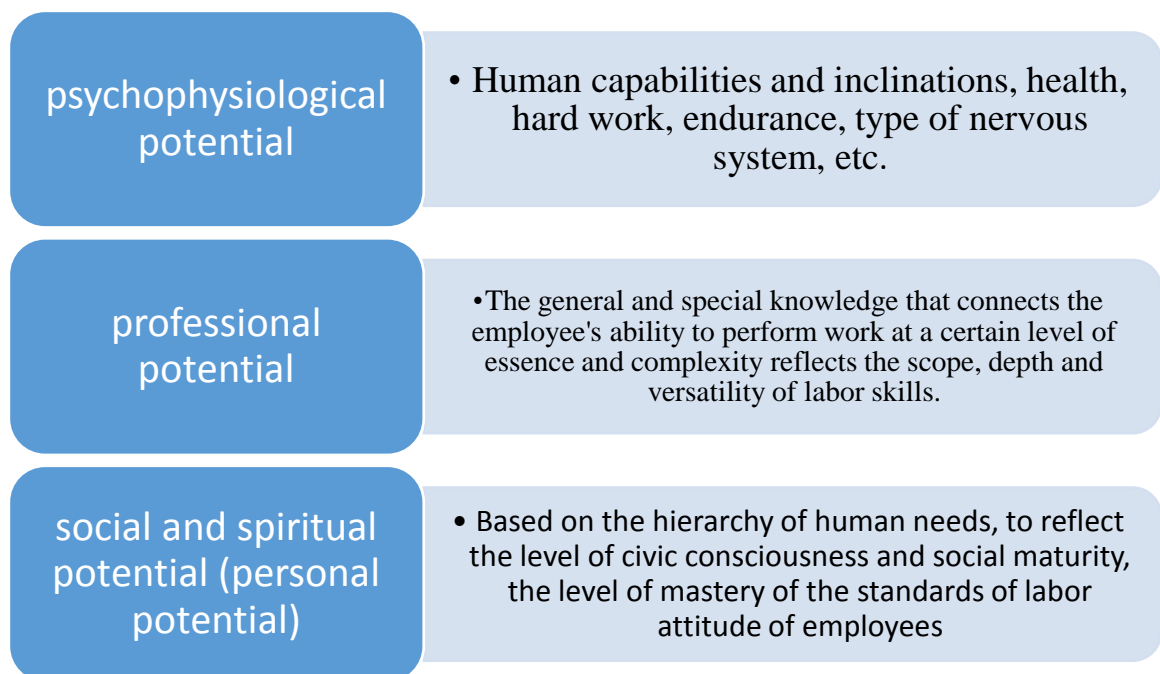 psychophysiological
potential
• Human capabilities and inclinations, health,
hard work, endurance, type of nervous
system, etc.
professional
potential
•The general and special knowledge that connects the
employee's ability to perform work at a certain level of
essence and complexity reflects the scope, depth and
versatility of labor skills.
social and spiritual
potential (personal
potential)
• Based on the hierarchy of human needs, to reflect
the level of civic consciousness and social maturity,
the level of mastery of the standards of labor
attitude of employees